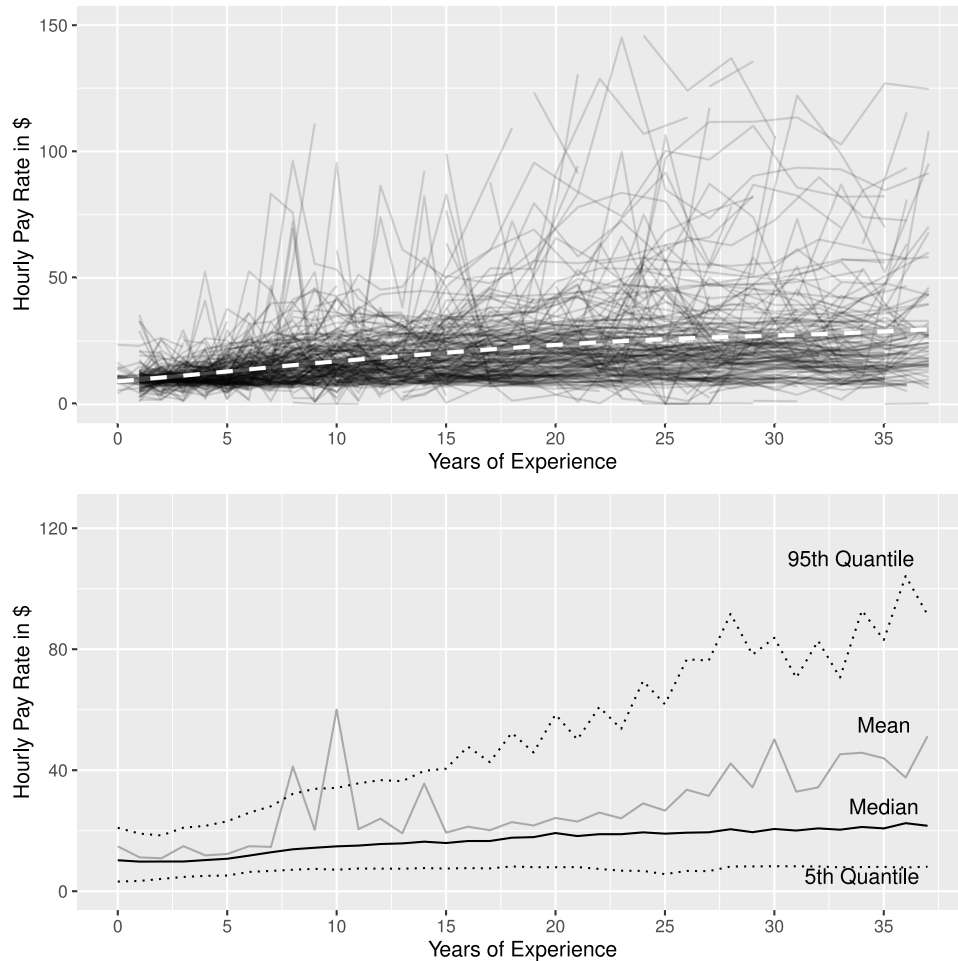 150
100
50
0
Hourly Pay Rate in $
0 5 10 15 20 25 30 35
Years of Experience
120
80
40
0
Hourly Pay Rate in $
95th Quantile
Mean
Median
5th Quantile
0 5 10 15 20 25 30 35
Years of Experience